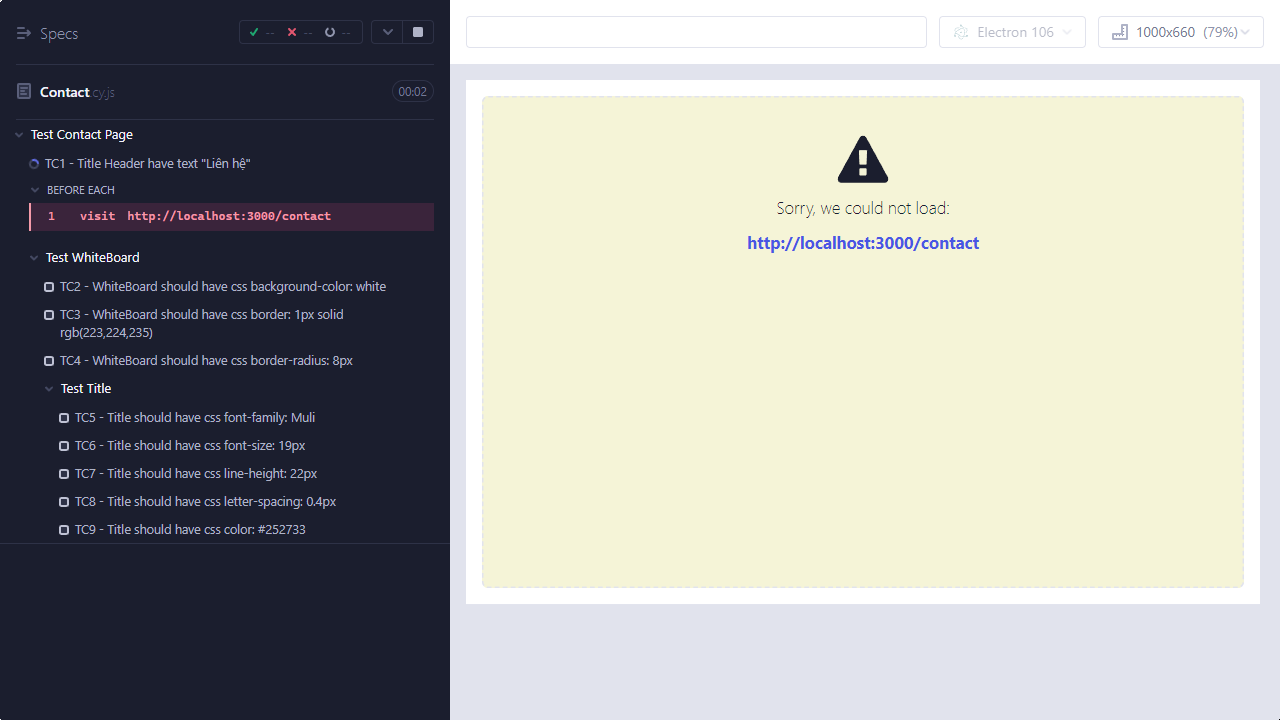 Specs
-- -- --
Electron 106
1000x660 (79%)
Contact.cy.js
00:02
Test Contact Page
TC1 - Title Header have text "Liên hệ"
BEFORE EACH
1 visit http://localhost:3000/contact
Test WhiteBoard
TC2 - WhiteBoard should have css background-color: white
TC3 - WhiteBoard should have css border: 1px solid
rgb(223,224,235)
TC4 - WhiteBoard should have css border-radius: 8px
Test Title
TC5 - Title should have css font-family: Muli
TC6 - Title should have css font-size: 19px
TC7 - Title should have css line-height: 22px
TC8 - Title should have css letter-spacing: 0.4px
TC9 - Title should have css color: #252733
Sorry, we could not load:
http://localhost:3000/contact